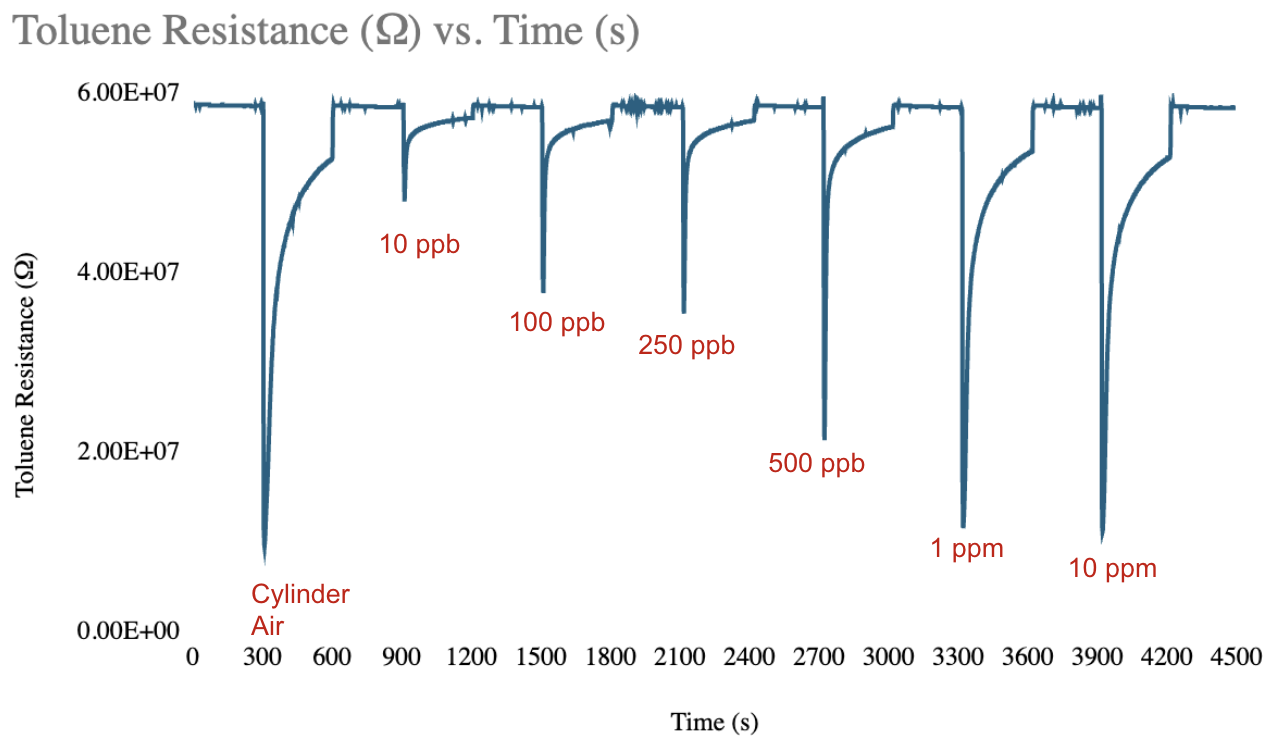 Toluene Resistance (Ω) vs. Time (s)
6.00E+07
4.00E+07
2.00E+07
0.00E+00
Toluene Resistance (Ω)
10 ppb
100 ppb
250 ppb
500 ppb
1 ppm
10 ppm
Cylinder
Air
0 300 600 900 1200 1500 1800 2100 2400 2700 3000 3300 3600 3900 4200 4500
Time (s)